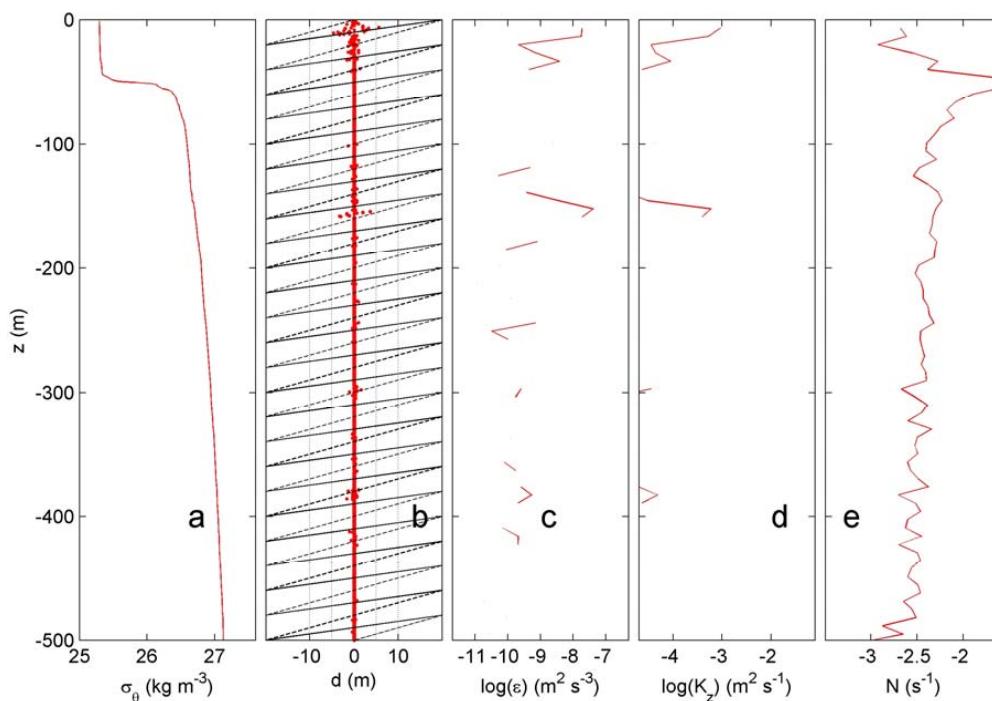 0
-100
-200
-300
-400
-500
z (m)
a b c d e
25 26 27
-10 0 10
-11 -10 -9 -8 -7
-4 -3 -2
-3 -2.5 -2
σθ (kg m-3)
d (m)
log(ε) (m2 s-3)
log(Kz) (m2 s-1)
N (s-1)